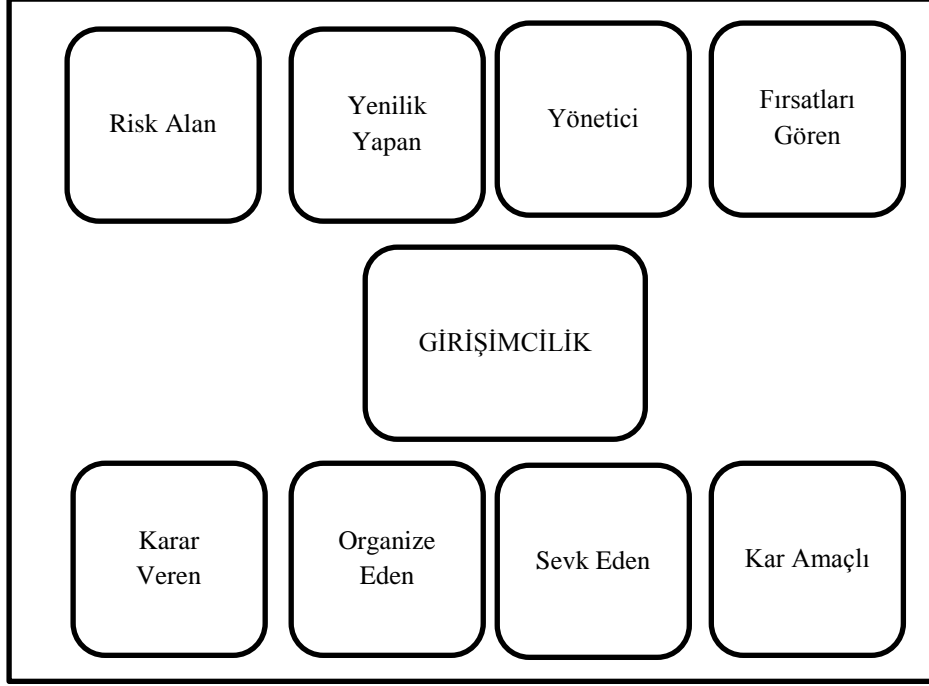 Risk Alan
Yenilik
Yapan
Yönetici
Fırsatları
Gören
GİRİŞİMCİLİK
Karar
Veren
Organize
Eden
Sevk Eden
Kar Amaçlı